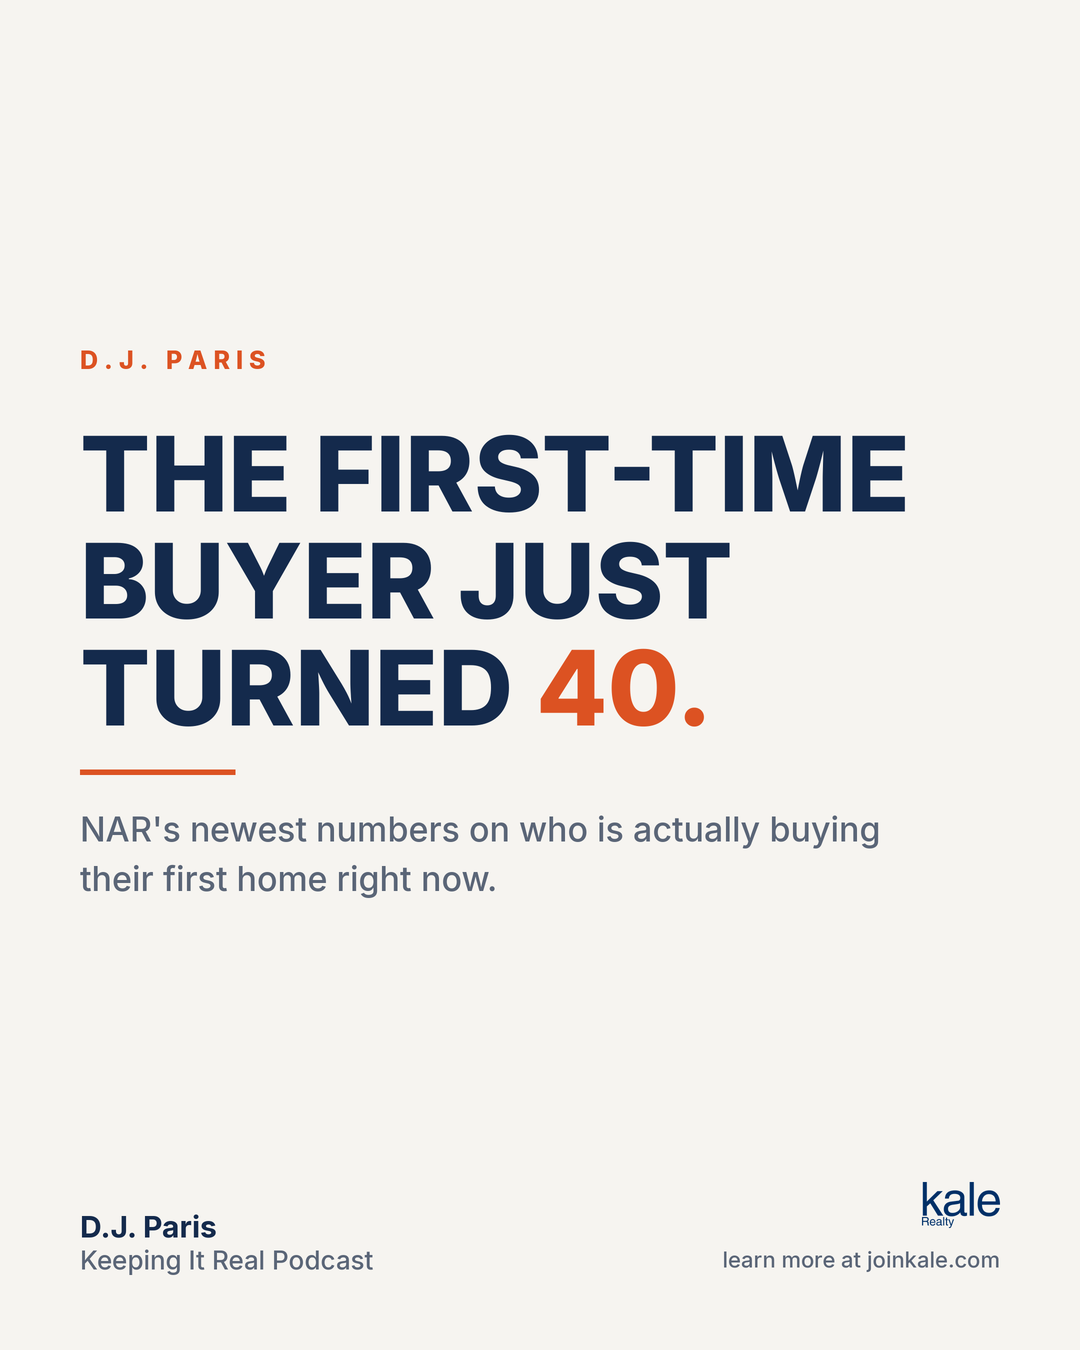 D.J. PARIS
THE FIRST-TIME
BUYER JUST
TURNED 40.
NAR's newest numbers on who is actually buying
their first home right now.
D.J. Paris
Keeping It Real Podcast
kale
Realty
learn more at joinkale.com